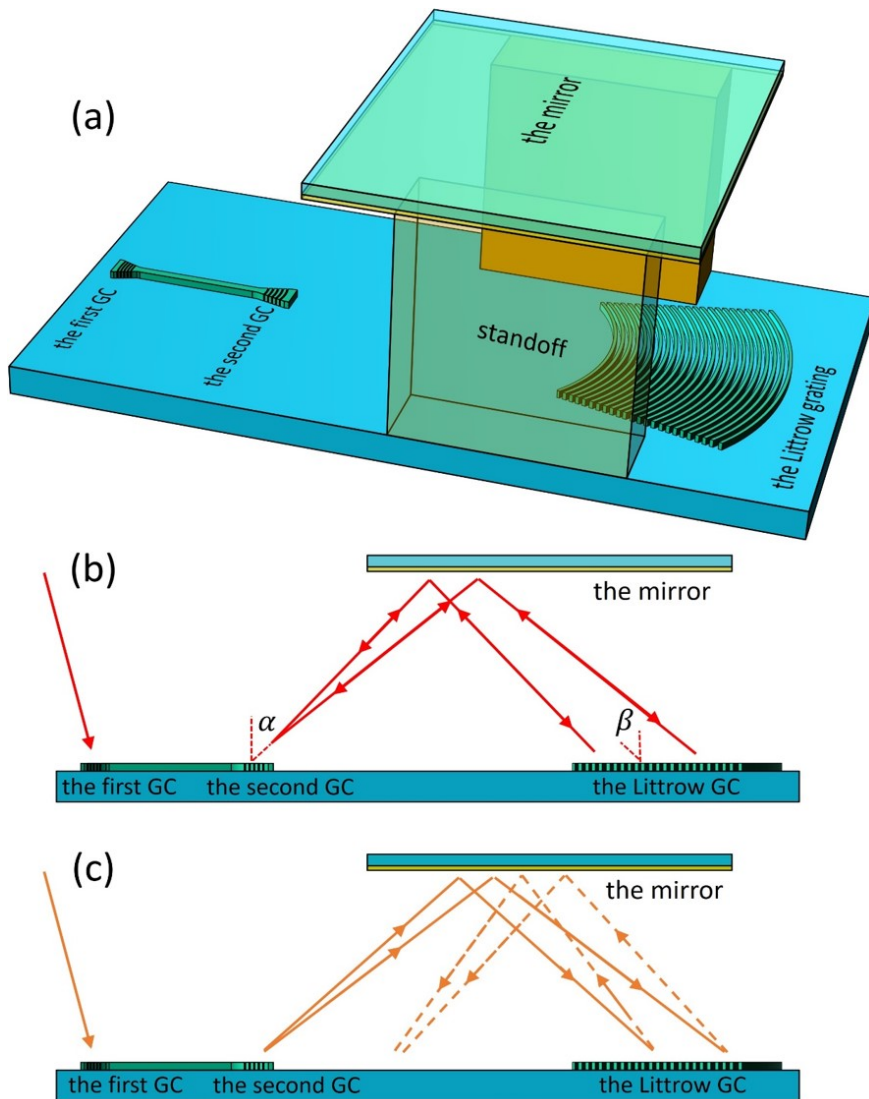 (a)
the mirror
the first GC
the second GC
standoff
the Littrow grating
(b)
the mirror
α
β
the first GC
the second GC
the Littrow GC
(c)
the mirror
the first GC
the second GC
the Littrow GC